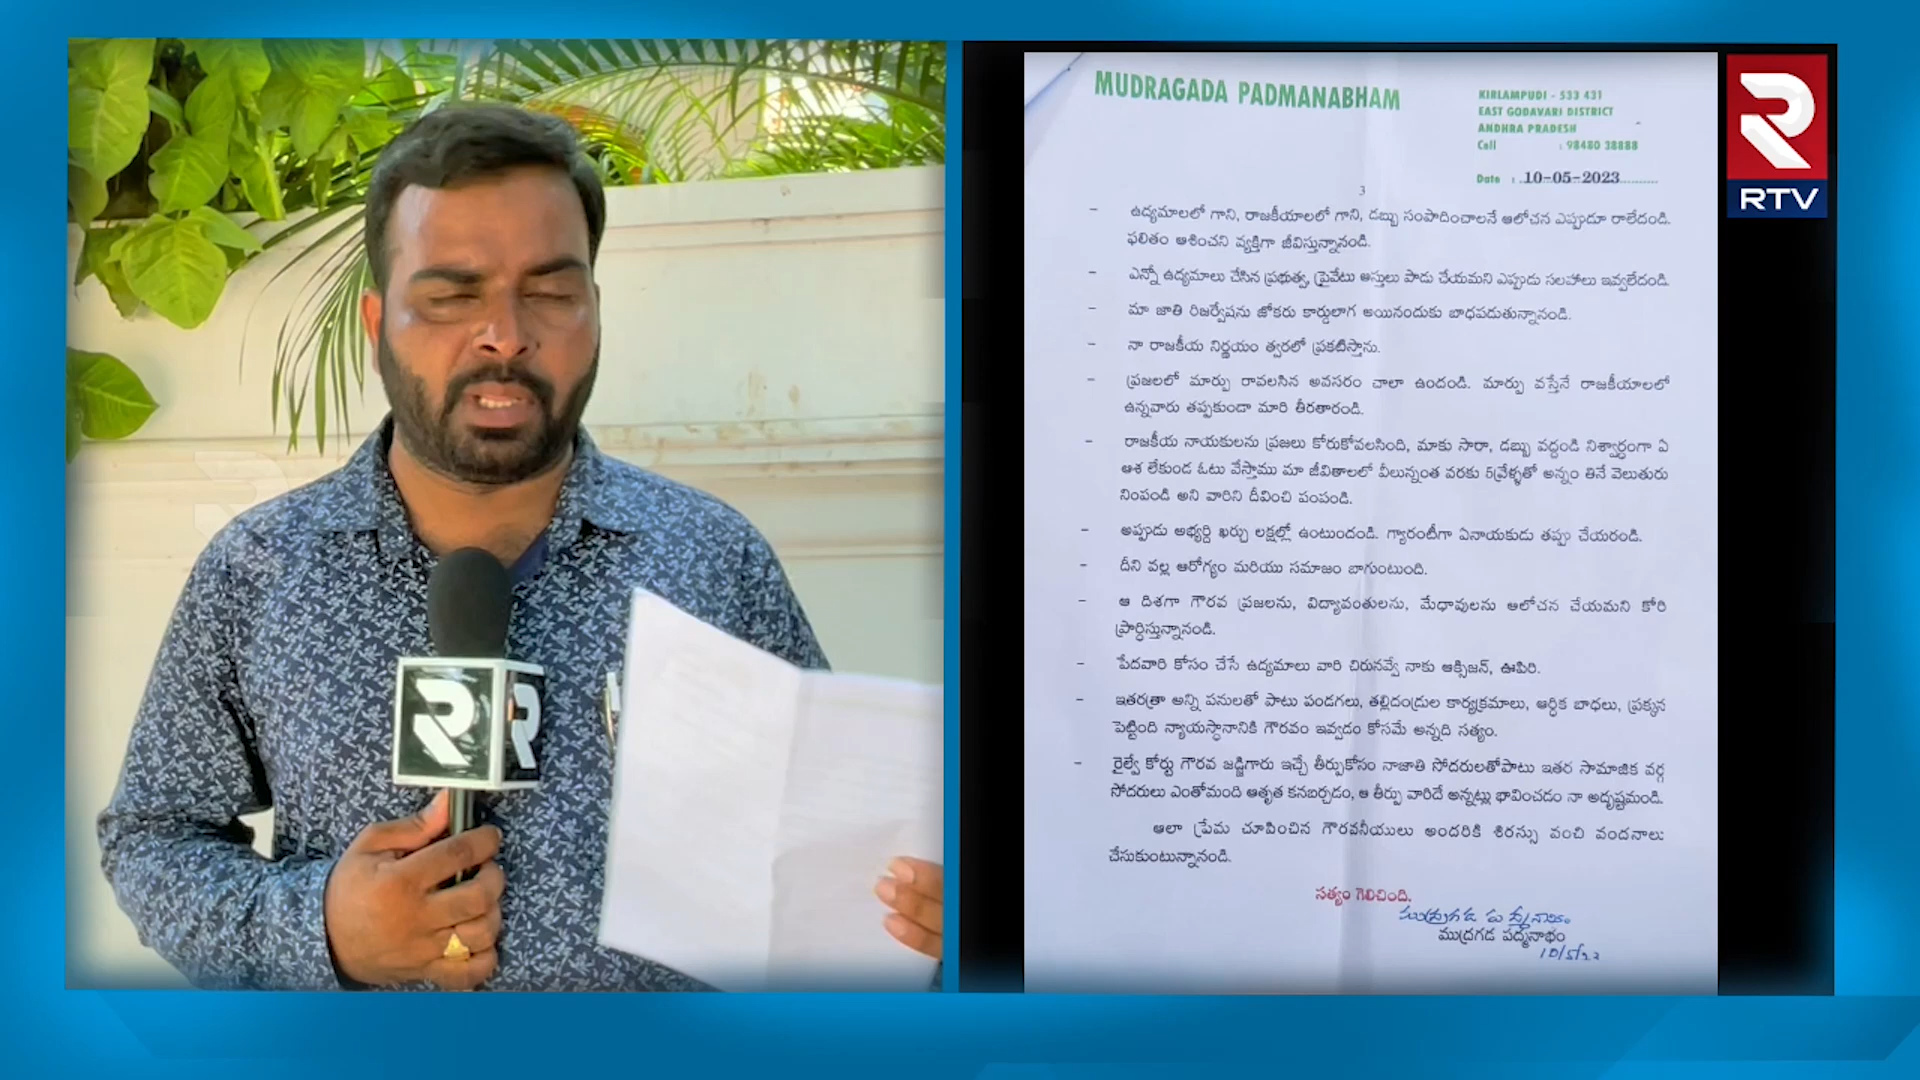 MUDRAGADA PADMANABHAM
KIRLAMPUDI - 533 431
EAST GODAVARI DISTRICT
ANDHRA PRADESH
Cell : 98480 38888
Date : 10-05-2023
3
- ఉద్యమాలలో గాని, రాజకీయాలలో గాని, డబ్బు సంపాదించాలనే ఆలోచన ఎప్పుడూ రాలేదండి.
ఫలితం ఆశించని వ్యక్తిగా జీవిస్తున్నానండి.
- ఎన్నో ఉద్యమాలు చేసిన ప్రభుత్వ, ప్రైవేటు ఆస్తులు పాడు చేయమని ఎప్పుడు సలహాలు ఇవ్వలేదండి.
- మా జాతి రిజర్వేషను జోకరు కార్డులాగ అయినందుకు బాధపడుతున్నానండి.
- నా రాజకీయ నిర్ణయం త్వరలో ప్రకటిస్తాను.
- ప్రజలలో మార్పు రావలసిన అవసరం చాలా ఉందండి. మార్పు వస్తేనే రాజకీయాలలో
ఉన్నవారు తప్పకుండా మారి తీరతారండి.
- రాజకీయ నాయకులను ప్రజలు కోరుకోవలసింది, మాకు సారా, డబ్బు వద్దండి నిశ్వార్ధంగా ఏ
ఆశ లేకుండ ఓటు వేస్తాము మా జీవితాలలో వీలున్నంత వరకు 5వ్రేళ్ళతో అన్నం తినే వెలుతురు
నింపండి అని వారిని దీవించి పంపండి.
- అప్పుడు అభ్యర్ధి ఖర్చు లక్షల్లో ఉంటుందండి. గ్యారంటీగా ఏనాయకుడు తప్పు చేయరండి.
- దీని వల్ల ఆరోగ్యం మరియు సమాజం బాగుంటుంది.
- ఆ దిశగా గౌరవ ప్రజలను, విద్యావంతులను, మేధావులను ఆలోచన చేయమని కోరి
ప్రార్ధిస్తున్నానండి.
- పేదవారి కోసం చేసే ఉద్యమాలు వారి చిరునవ్వే నాకు ఆక్సిజన్, ఊపిరి.
- ఇతరత్రా అన్ని పనులతో పాటు పండగలు, తల్లిదండ్రుల కార్యక్రమాలు, ఆర్ధిక బాధలు, ప్రక్కన
పెట్టింది న్యాయస్ధానానికి గౌరవం ఇవ్వడం కోసమే అన్నది సత్యం.
- రైల్వే కోర్టు గౌరవ జడ్జిగారు ఇచ్చే తీర్పుకోసం నాజాతి సోదరులతోపాటు ఇతర సామాజిక వర్గ
సోదరులు ఎంతోమంది ఆతృత కనబర్చడం, ఆ తీర్పు వారిదే అన్నట్లు భావించడం నా అదృష్టమండి.
ఆలా ప్రేమ చూపించిన గౌరవనీయులు అందరికి శిరస్సు వంచి వందనాలు
చేసుకుంటున్నానండి.
సత్యం గెలిచింది.
ముద్రగడ పద్మనాభం
ముద్రగడ పద్మనాభం
10/5/23
R
RTV
R
R